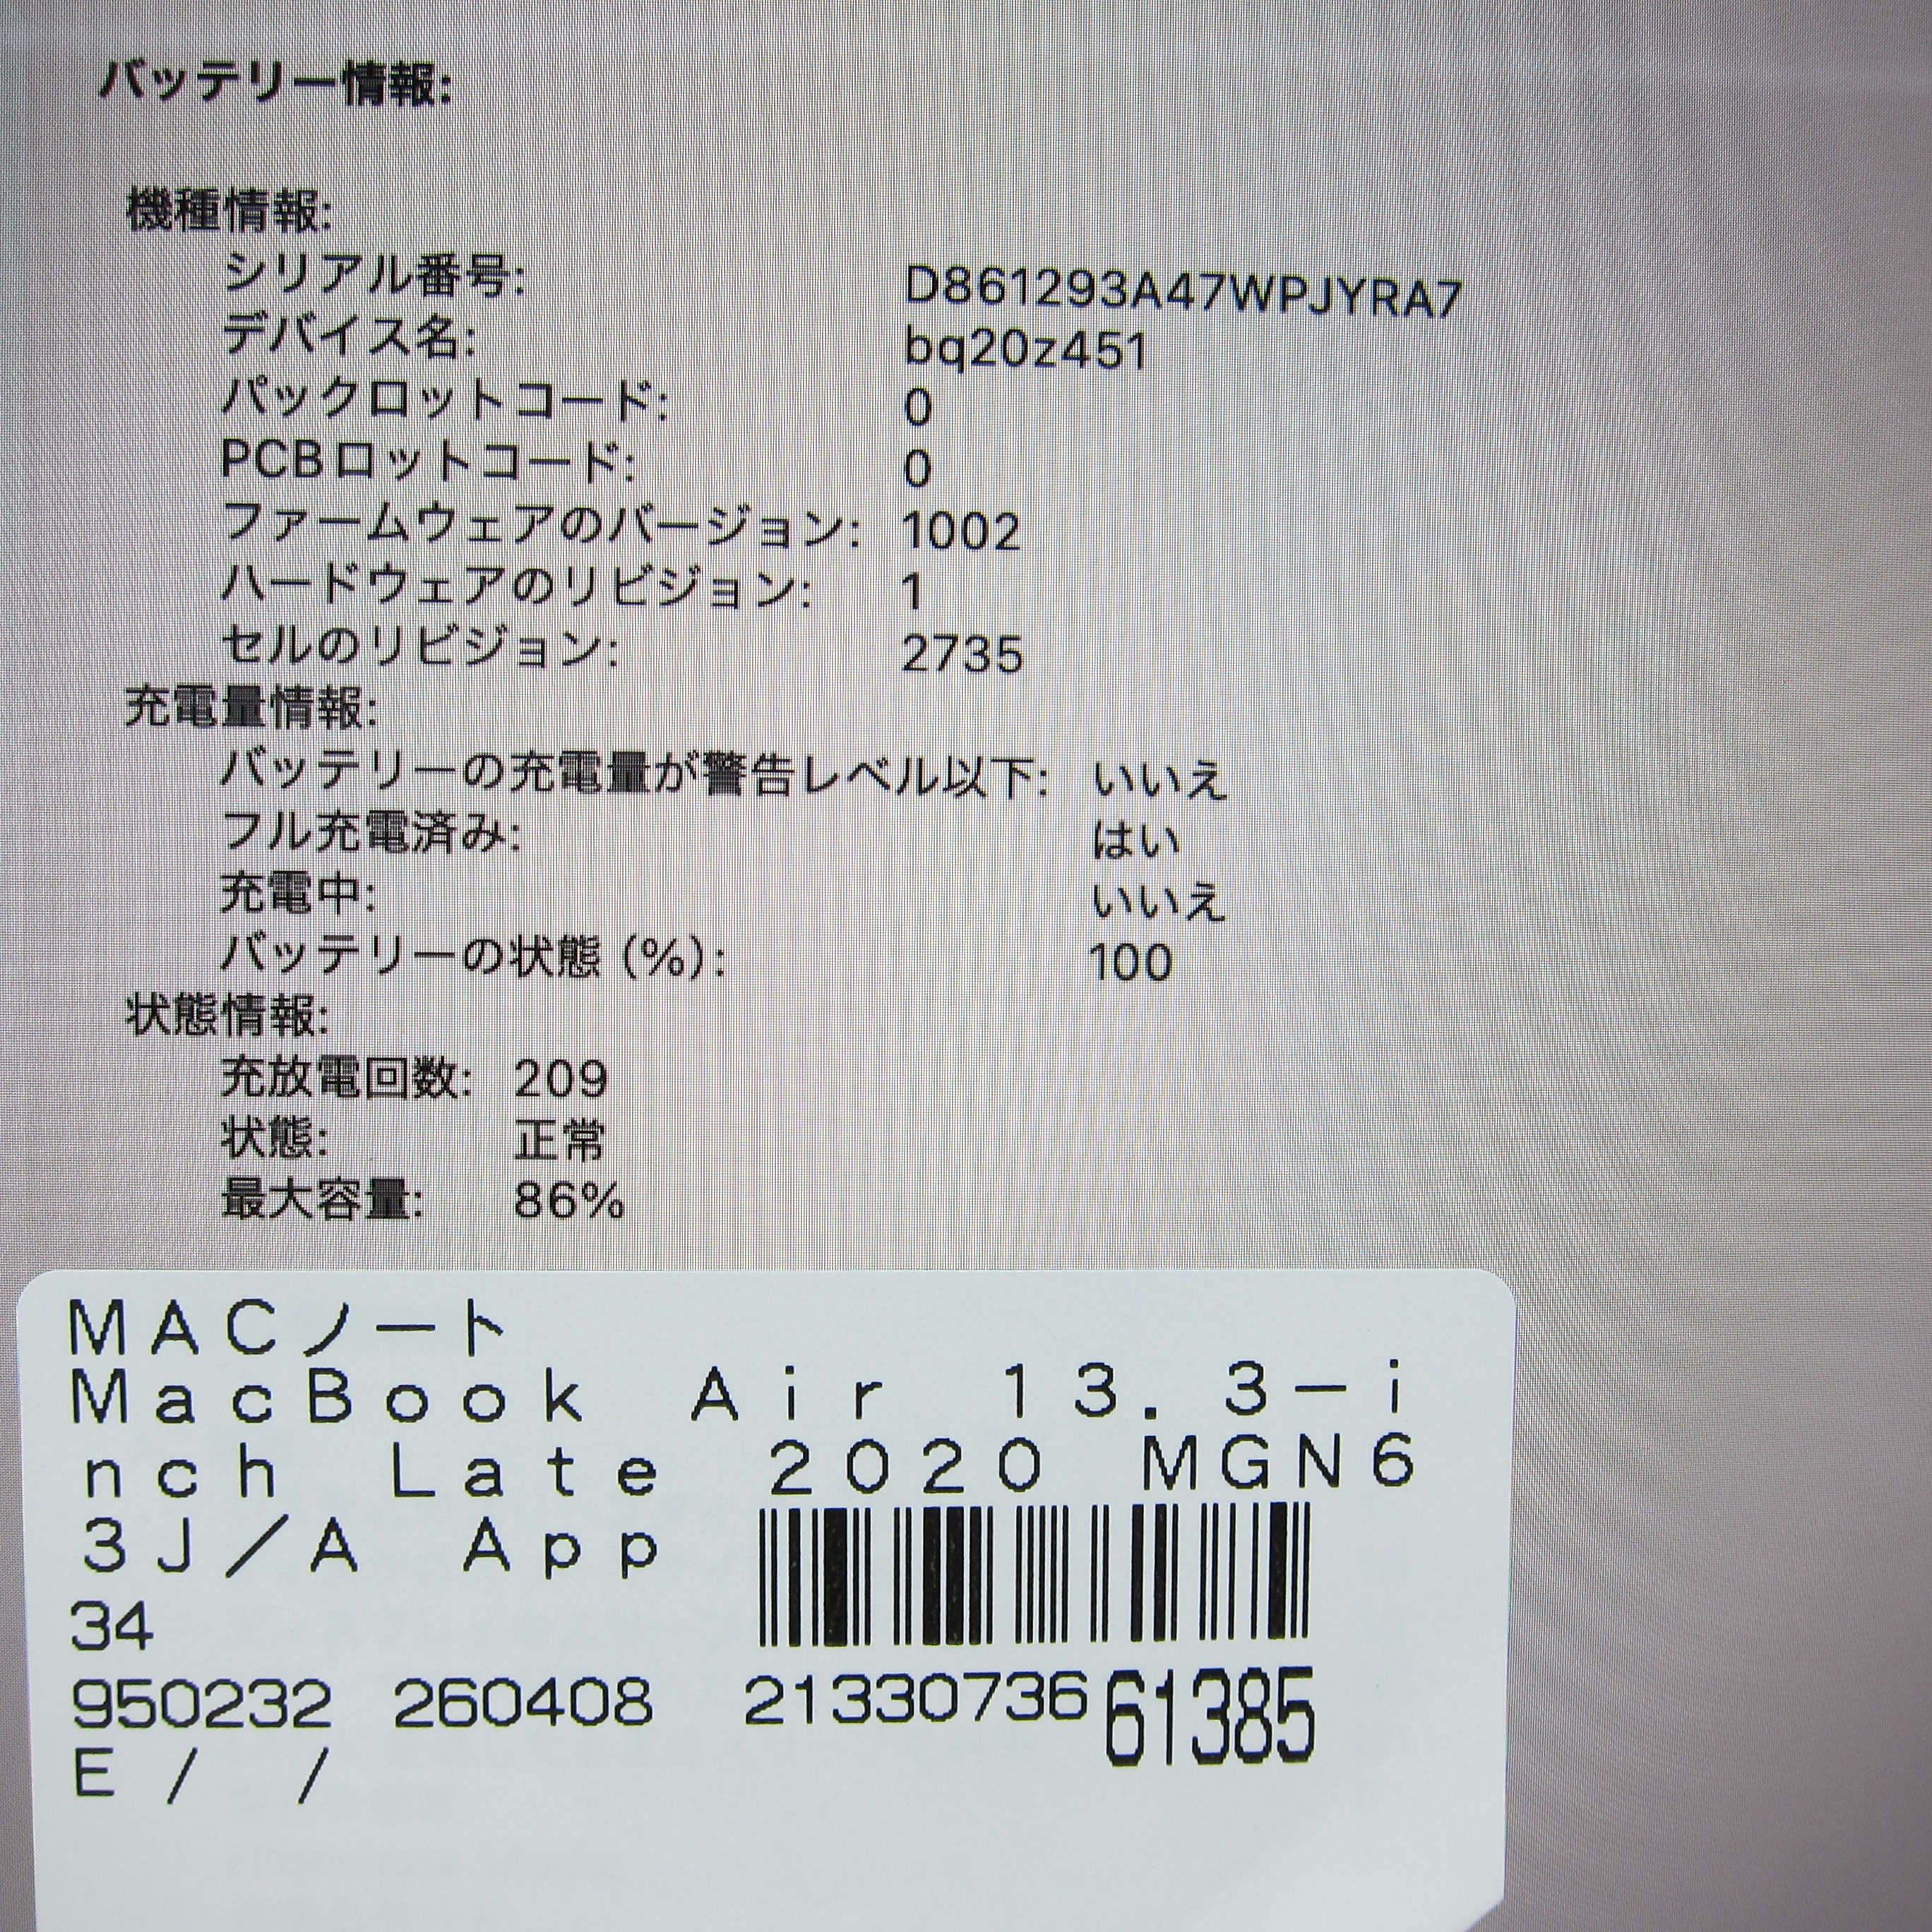 バッテリー情報:
機種情報:
シリアル番号: D861293A47WPJYRA7
デバイス名: bq20z451
パックロットコード: 0
PCBロットコード: 0
ファームウェアのバージョン: 1002
ハードウェアのリビジョン: 1
セルのリビジョン: 2735
充電量情報:
バッテリーの充電量が警告レベル以下: いいえ
フル充電済み: はい
充電中: いいえ
バッテリーの状態 (%): 100
状態情報:
充放電回数: 209
状態: 正常
最大容量: 86%
MACノート
MacBook Air 13.3-i
nch Late 2020 MGN6
3J/A App
34
950232 260408 21330736 61385
E / /